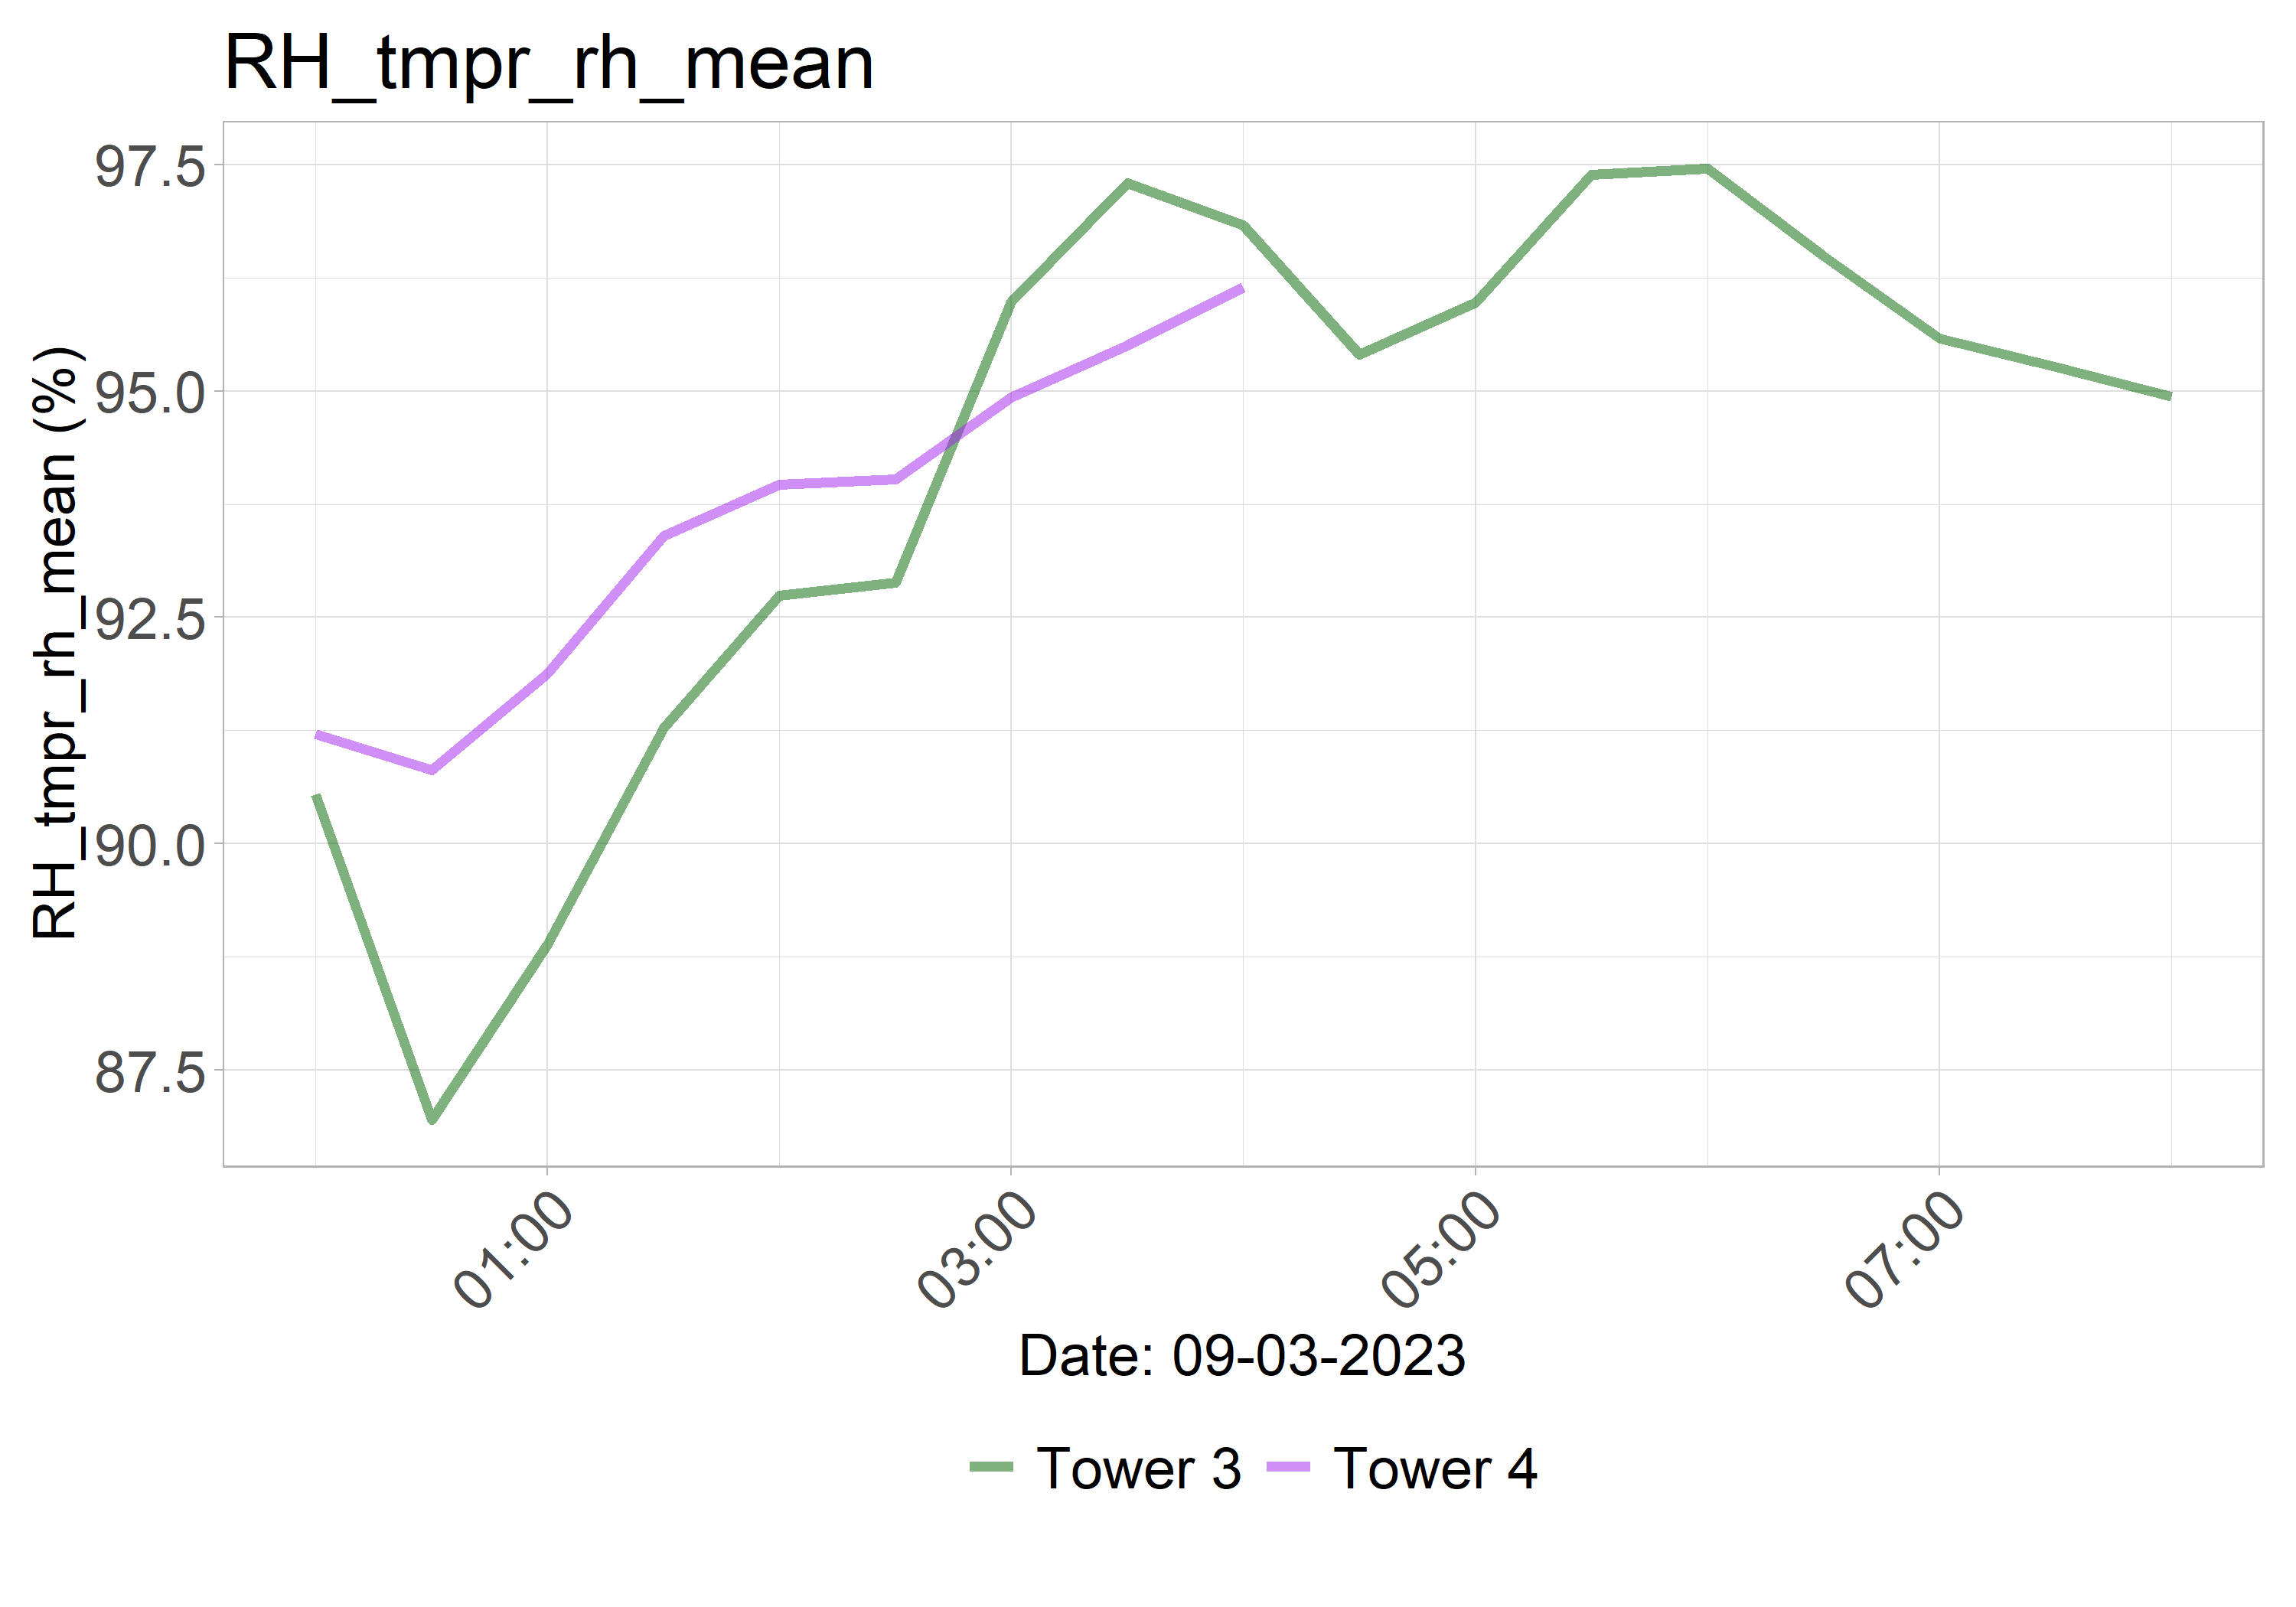 RH_tmpr_rh_mean
RH_tmpr_rh_mean (%)
97.5
95.0
92.5
90.0
87.5
01:00
03:00
05:00
07:00
Date: 09-03-2023
Tower 3
Tower 4